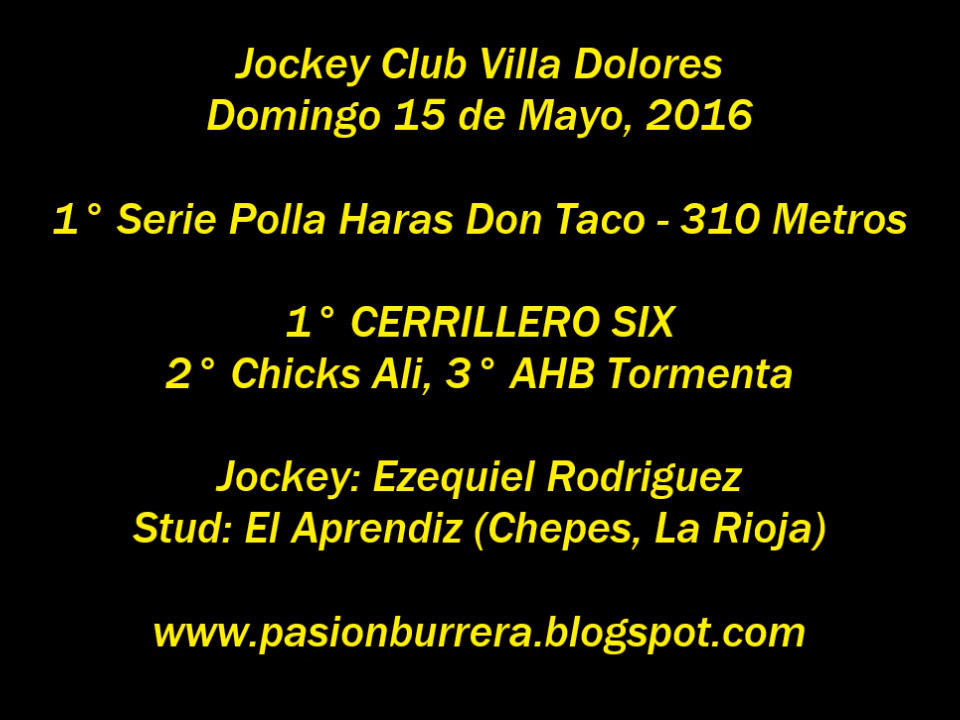 Jockey Club Villa Dolores
Domingo 15 de Mayo, 2016
1° Serie Polla Haras Don Taco - 310 Metros
1° CERRILLERO SIX
2° Chicks Ali, 3° AHB Tormenta
Jockey: Ezequiel Rodriguez
Stud: El Aprendiz (Chepes, La Rioja)
www.pasionburrera.blogspot.com